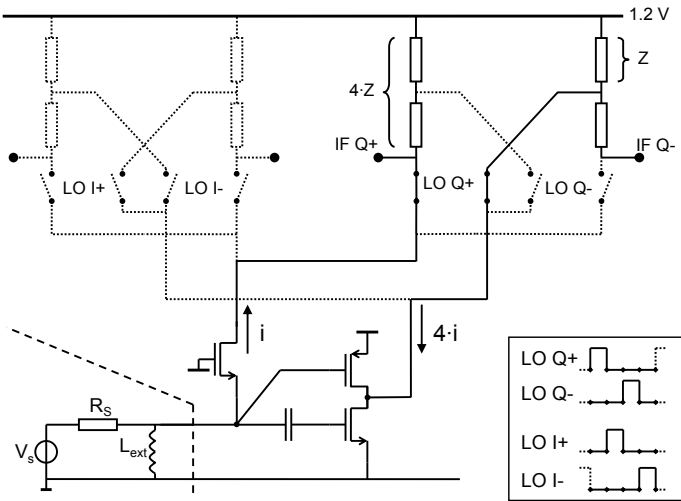 1.2 V
Z
4·Z
IF Q+
IF Q-
LO I+
LO I-
LO Q+
LO Q-
i
4·i
RS
Lext
Vs
LO Q+
LO Q-
LO I+
LO I-